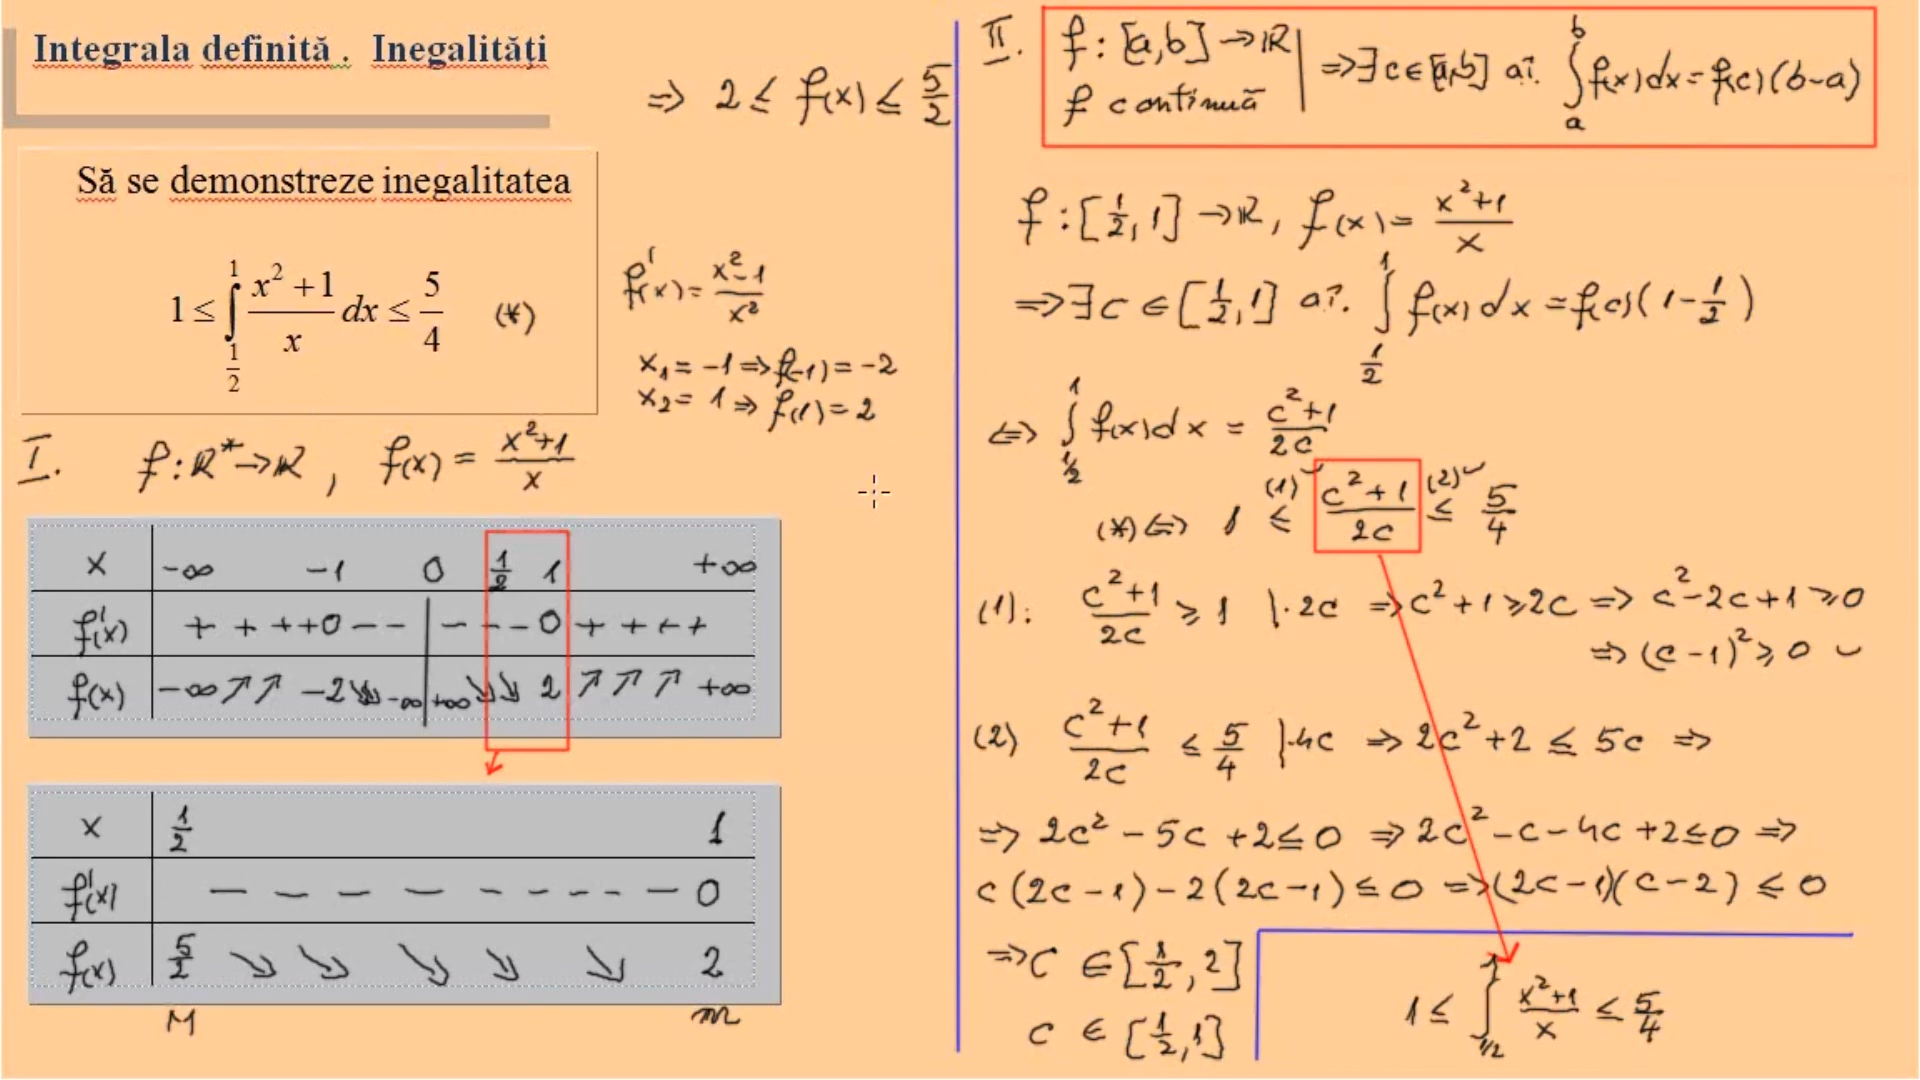 Integrala definită . Inegalități
⇒ 2 ≤ f(x) ≤ 5/2
Să se demonstreze inegalitatea
1 ≤ ∫_{1/2}^{1} (x²+1)/x dx ≤ 5/4 (*)
f'(x) = (x²-1)/x²
x₁ = -1 ⇒ f(-1) = -2
x₂ = 1 ⇒ f(1) = 2
I. f : ℝ* → ℝ , f(x) = (x²+1)/x
x | -∞ -1 0 1/2 1 +∞
f'(x) | + + + + 0 - - | - - - 0 + + + +
f(x) | -∞ ↗ ↗ -2 ↘ ↘ -∞ | +∞ ↘ ↘ 2 ↗ ↗ ↗ +∞
x | 1/2 1
f'(x) | - - - - - - - - - 0
f(x) | 5/2 ↘ ↘ ↘ ↘ ↘ 2
M m
II. f : [a,b] → ℝ
f continuă | ⇒ ∃ c ∈ [a,b] aî. ∫_{a}^{b} f(x) dx = f(c) (b-a)
f : [1/2, 1] → ℝ, f(x) = (x²+1)/x
⇒ ∃ c ∈ [1/2, 1] aî. ∫_{1/2}^{1} f(x) dx = f(c) (1 - 1/2)
⇔ ∫_{1/2}^{1} f(x) dx = (c²+1)/2c
(*) ⇔ 1 ≤ (1) ✓ (c²+1)/2c ≤ (2) ✓ 5/4
(1): (c²+1)/2c ≥ 1 |·2c ⇒ c²+1 ≥ 2c ⇒ c²-2c+1 ≥ 0
⇒ (c-1)² ≥ 0 ✓
(2) (c²+1)/2c ≤ 5/4 |·4c ⇒ 2c²+2 ≤ 5c ⇒
⇒ 2c² - 5c + 2 ≤ 0 ⇒ 2c² - c - 4c + 2 ≤ 0 ⇒
c (2c-1) - 2 (2c-1) ≤ 0 ⇒ (2c-1)(c-2) ≤ 0
⇒ c ∈ [1/2, 2]
c ∈ [1/2, 1]
1 ≤ ∫_{1/2}^{1} (x²+1)/x ≤ 5/4